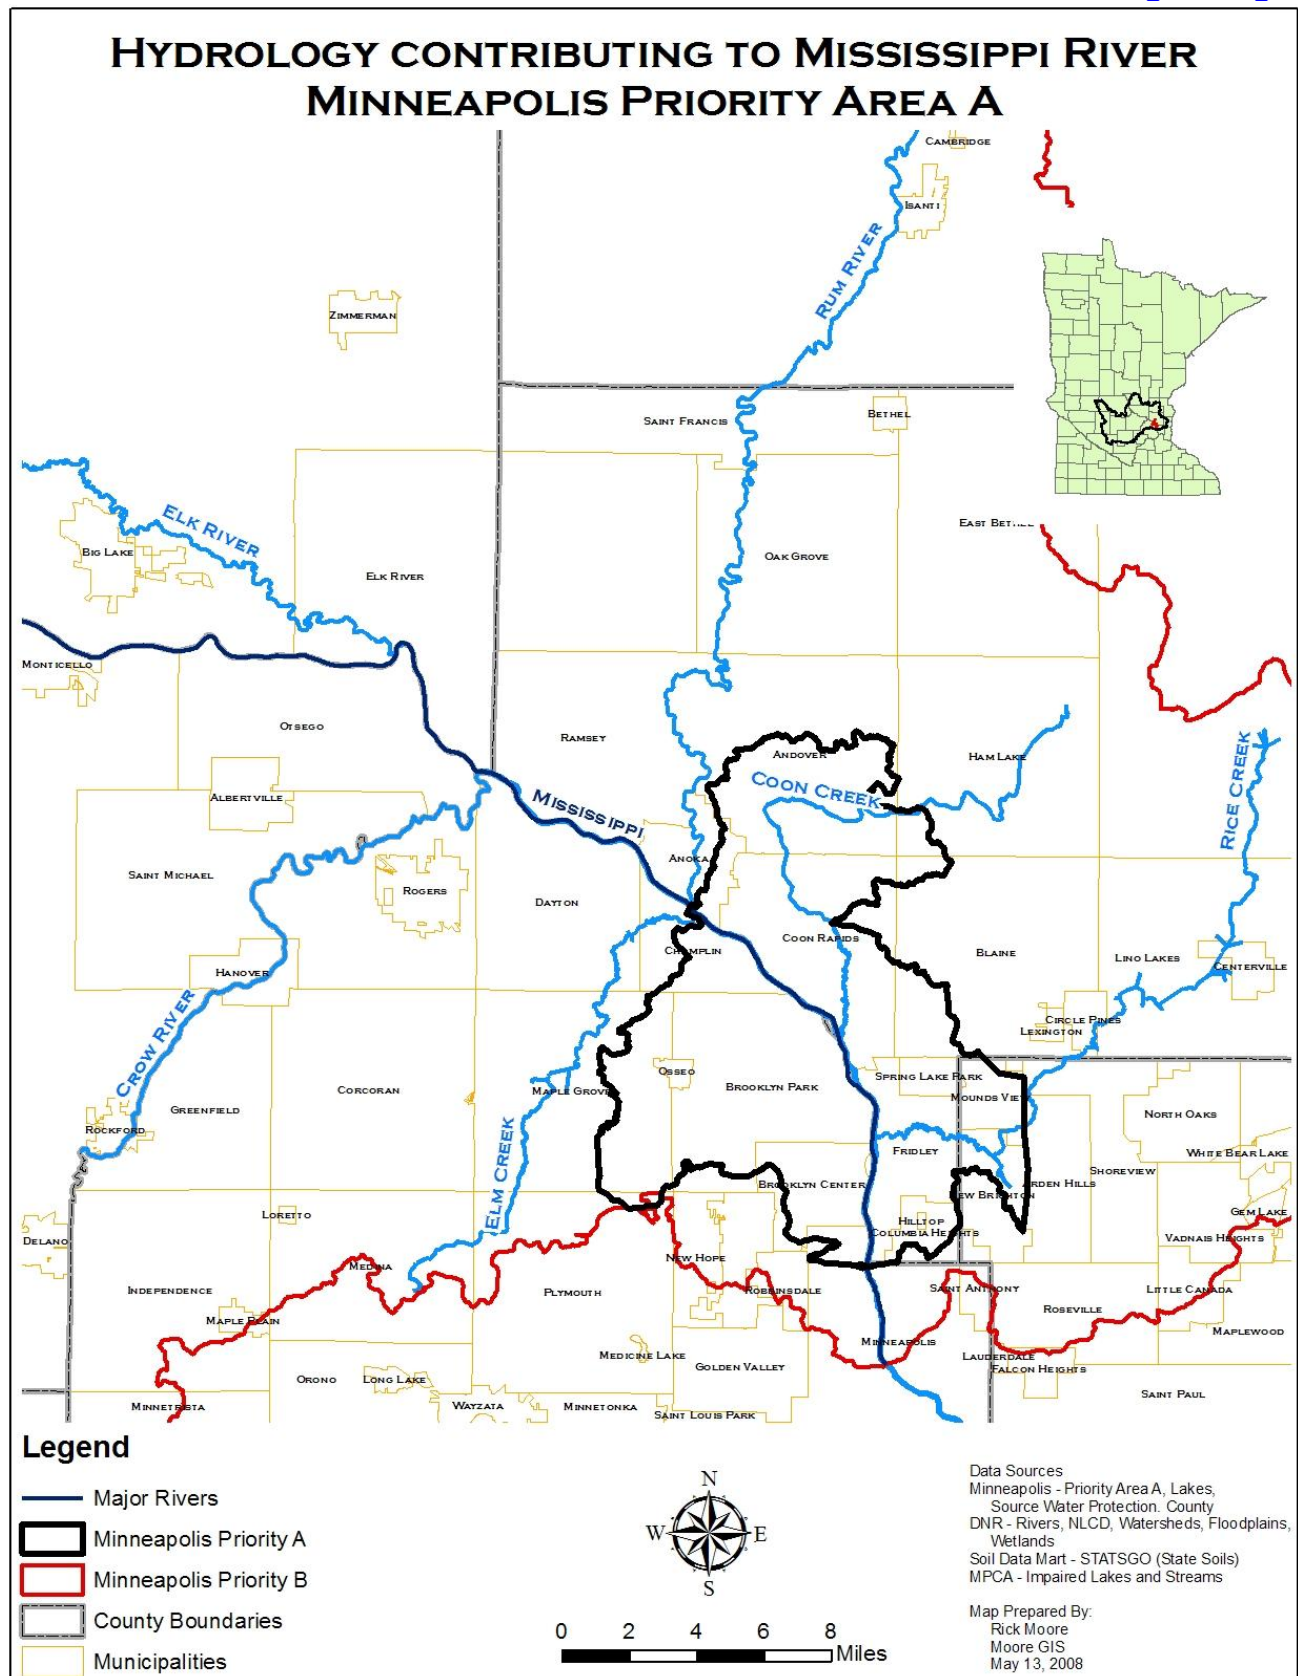 Hydrology contributing to Mississippi River
Minneapolis Priority Area A
Cambridge
Isanti
Rum River
Zimmerman
Saint Francis
Bethel
East Bet
Elk River
Big Lake
Elk River
Oak Grove
Monticello
Otsego
Ramsey
Andover
Ham Lake
Coon Creek
Rice Creek
Albertville
Mississippi
Anoka
Saint Michael
Rogers
Dayton
Coon Rapids
Champlin
Blaine
Lino Lakes
Centerville
Hanover
Circle Pines
Lexington
Crow River
Osseo
Spring Lake Park
Brooklyn Park
Maple Grove
Corcoran
Mounds View
Greenfield
North Oaks
Rockford
Fridley
White Bear Lake
Elm Creek
Shoreview
Brooklyn Center
Arden Hills
New Brighton
Loretto
Gem Lake
Hilltop
Columbia Heights
Delano
Vadnais Heights
New Hope
Medina
Independence
Plymouth
Robbinsdale
Saint Anthony
Little Canada
Roseville
Maple Plain
Maplewood
Minneapolis
Medicine Lake
Lauderdale
Golden Valley
Falcon Heights
Orono
Long Lake
Saint Paul
Minnetrista
Wayzata
Minnetonka
Saint Louis Park
Legend
Major Rivers
Minneapolis Priority A
Minneapolis Priority B
County Boundaries
Municipalities
N
W E
S
0 2 4 6 8
Miles
Data Sources
Minneapolis - Priority Area A, Lakes,
Source Water Protection. County
DNR - Rivers, NLCD, Watersheds, Floodplains,
Wetlands
Soil Data Mart - STATSGO (State Soils)
MPCA - Impaired Lakes and Streams
Map Prepared By:
Rick Moore
Moore GIS
May 13, 2008